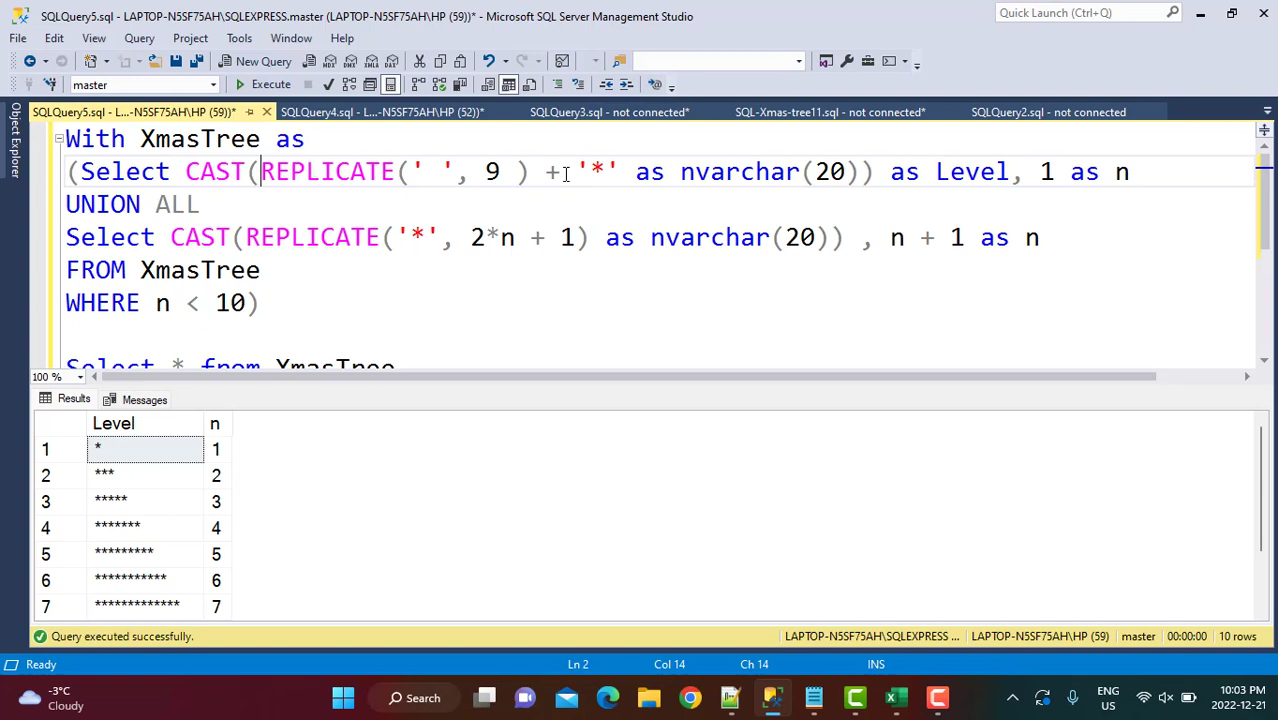 SQLQuery5.sql - LAPTOP-N5SF75AH\SQLEXPRESS.master (LAPTOP-N5SF75AH\HP (59))* - Microsoft SQL Server Management Studio
Quick Launch (Ctrl+Q)
File Edit View Query Project Tools Window Help
New Query
master
Execute
SQLQuery5.sql - L...-N5SF75AH\HP (59))* SQLQuery4.sql - L...-N5SF75AH\HP (52))* SQLQuery3.sql - not connected* SQL-Xmas-tree11.sql - not connected* SQLQuery2.sql - not connected
Object Explorer
With XmasTree as
(Select CAST(REPLICATE(' ', 9 ) + '*' as nvarchar(20)) as Level, 1 as n
UNION ALL
Select CAST(REPLICATE('*', 2*n + 1) as nvarchar(20)) , n + 1 as n
FROM XmasTree
WHERE n < 10)
Select * from XmasTree
100 %
Results Messages
Level n
1 * 1
2 *** 2
3 ***** 3
4 ******* 4
5 ********* 5
6 *********** 6
7 ************* 7
Query executed successfully. LAPTOP-N5SF75AH\SQLEXPRESS ... LAPTOP-N5SF75AH\HP (59) master 00:00:00 10 rows
Ready Ln 2 Col 14 Ch 14 INS
-3°C
Cloudy
Search
ENG
US
10:03 PM
2022-12-21